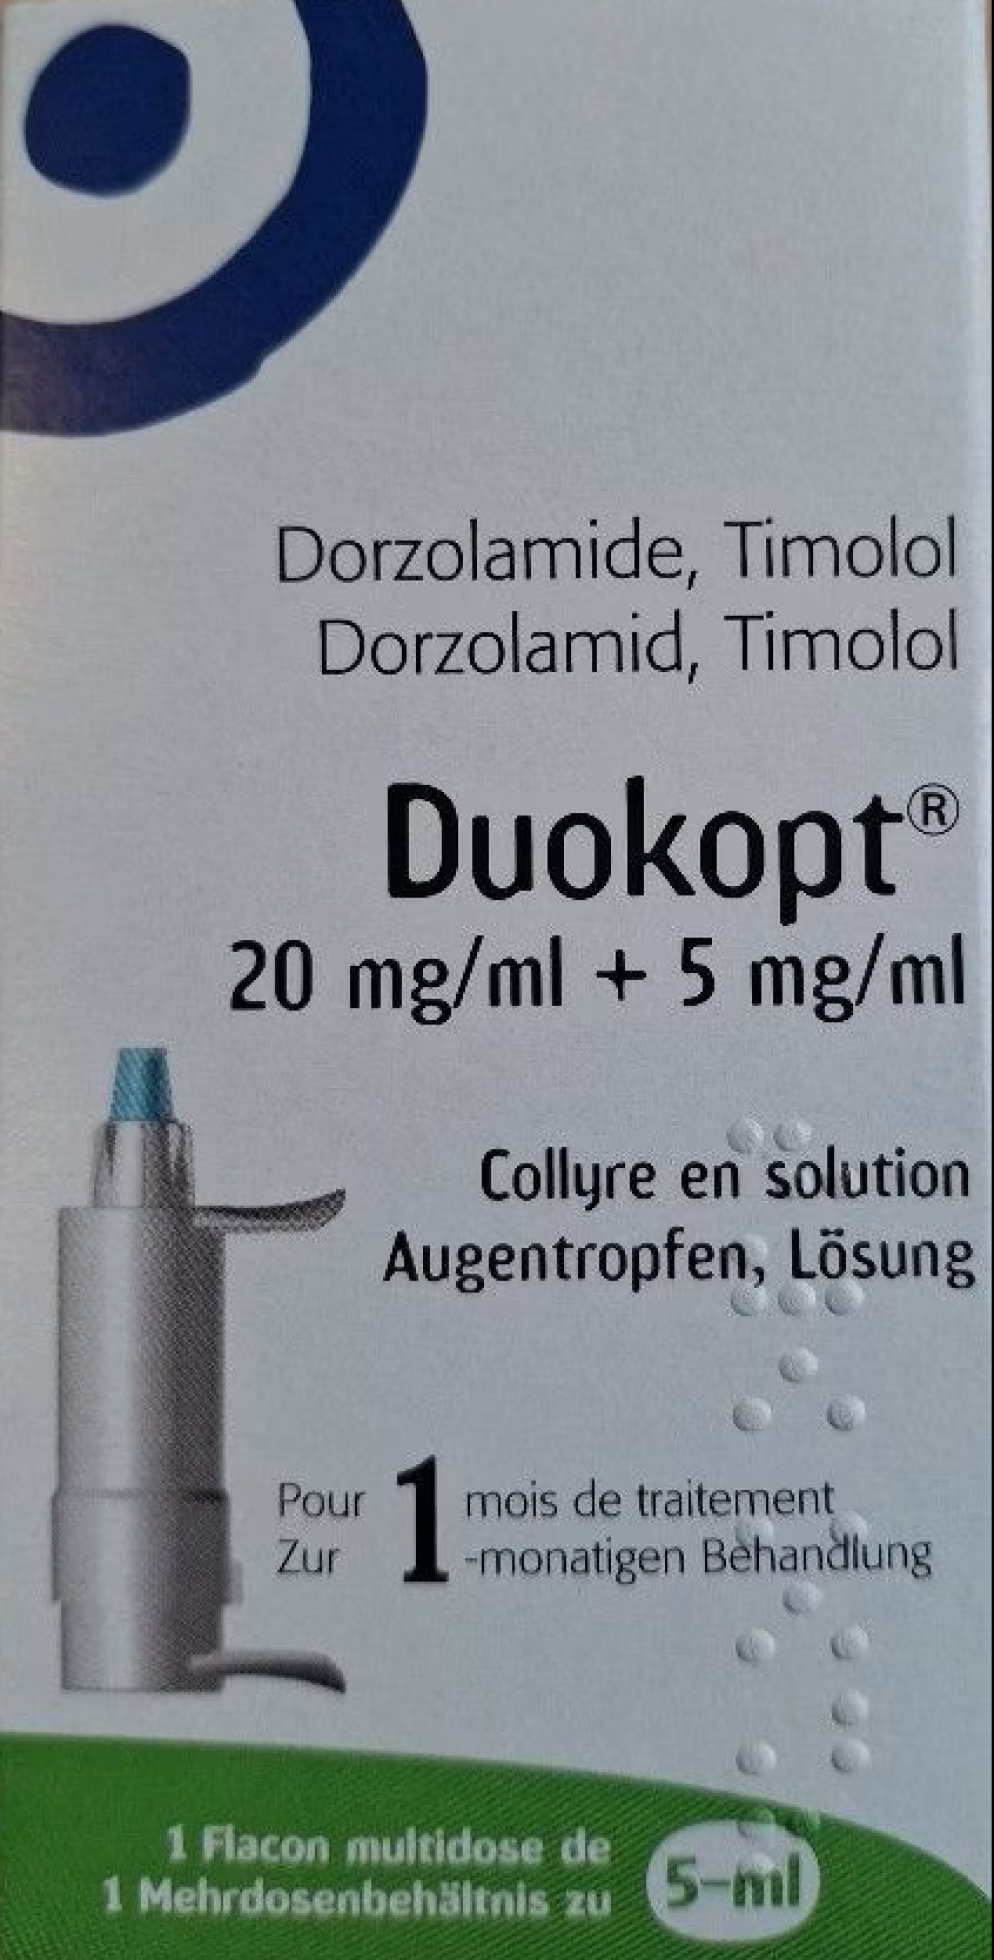 Dorzolamide, Timolol
Dorzolamid, Timolol
Duokopt®
20 mg/ml + 5 mg/ml
Collyre en solution
Augentropfen, Lösung
Pour 1 mois de traitement
Zur 1 -monatigen Behandlung
1 Flacon multidose de
1 Mehrdosenbehältnis zu
5-ml